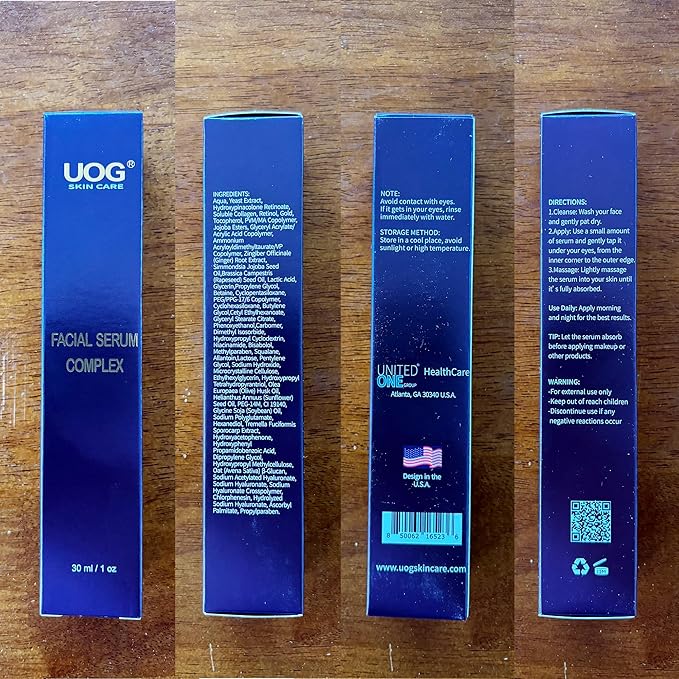 UOG®
SKIN CARE
FACIAL SERUM
COMPLEX
30 ml / 1 oz
INGREDIENTS:
Aqua, Yeast Extract,
Hydroxypinacolone Retinoate,
Soluble Collagen, Retinol, Gold,
Tocopherol, PVM/MA Copolymer,
Jojoba Esters, Glyceryl Acrylate/
Acrylic Acid Copolymer,
Ammonium
Acryloyldimethyltaurate/VP
Copolymer, Zingiber Officinale
(Ginger) Root Extract,
Simmondsia Jojoba Seed
Oil,Brassica Campestris
(Rapeseed) Seed Oil, Lactic Acid,
Glycerin,Propylene Glycol,
Betaine, Cyclopentasiloxane,
PEG/PPG-17/6 Copolymer,
Cyclohexasiloxane, Butylene
Glycol,Cetyl Ethylhexanoate,
Glyceryl Stearate Citrate,
Phenoxyethanol,Carbomer,
Dimethyl Isosorbide,
Hydroxypropyl Cyclodextrin,
Niacinamide, Bisabolol,
Methylparaben, Squalane,
Allantoin,Lactose, Pentylene
Glycol, Sodium Hydroxide,
Microcrystalline Cellulose,
Ethylhexylglycerin, Hydroxypropyl
Tetrahydropyrantriol, Olea
Europaea (Olive) Husk Oil,
Helianthus Annuus (Sunflower)
Seed Oil, PEG-14M, CI 19140,
Glycine Soja (Soybean) Oil,
Sodium Polyglutamate,
Hexanediol, Tremella Fuciformis
Sporocarp Extract,
Hydroxyacetophenone,
Hydroxyphenyl
Propamidobenzoic Acid,
Dipropylene Glycol,
Hydroxypropyl Methylcellulose,
Oat (Avena Sativa) β-Glucan,
Sodium Acetylated Hyaluronate,
Sodium Hyaluronate, Sodium
Hyaluronate Crosspolymer,
Chlorphenesin, Hydrolyzed
Sodium Hyaluronate, Ascorbyl
Palmitate, Propylparaben.
NOTE:
Avoid contact with eyes.
If it gets in your eyes, rinse
immediately with water.
STORAGE METHOD:
Store in a cool place, avoid
sunlight or high temperature.
UNITED HealthCare
ONE GROUP
Atlanta, GA 30340 U.S.A.
Design in the
U.S.A.
8 50062 16523 6
www.uogskincare.com
DIRECTIONS:
1.Cleanse: Wash your face
and gently pat dry.
2.Apply: Use a small amount
of serum and gently tap it
under your eyes, from the
inner corner to the outer edge.
3.Massage: Lightly massage
the serum into your skin until
it's fully absorbed.
Use Daily: Apply morning
and night for the best results.
TIP: Let the serum absorb
before applying makeup or
other products.
WARNING:
-For external use only
-Keep out of reach children
-Discontinue use if any
negative reactions occur